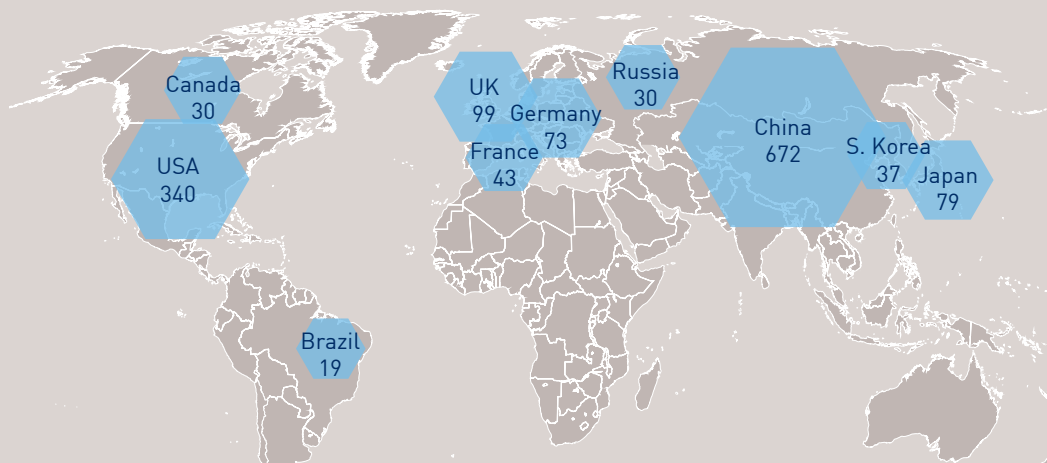 Canada
30
USA
340
Brazil
19
UK
99
Germany
73
France
43
Russia
30
China
672
S. Korea
37
Japan
79